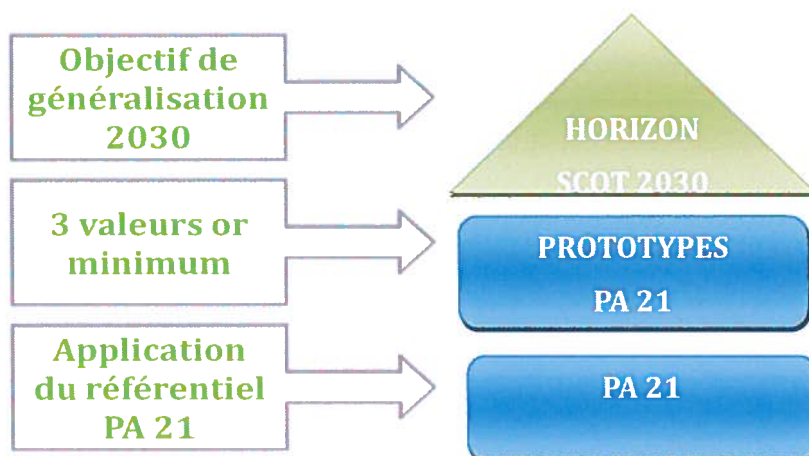 Objectif de
généralisation
2030
HORIZON
SCOT 2030
3 valeurs or
minimum
PROTOTYPES
PA 21
Application
du référentiel
PA 21
PA 21